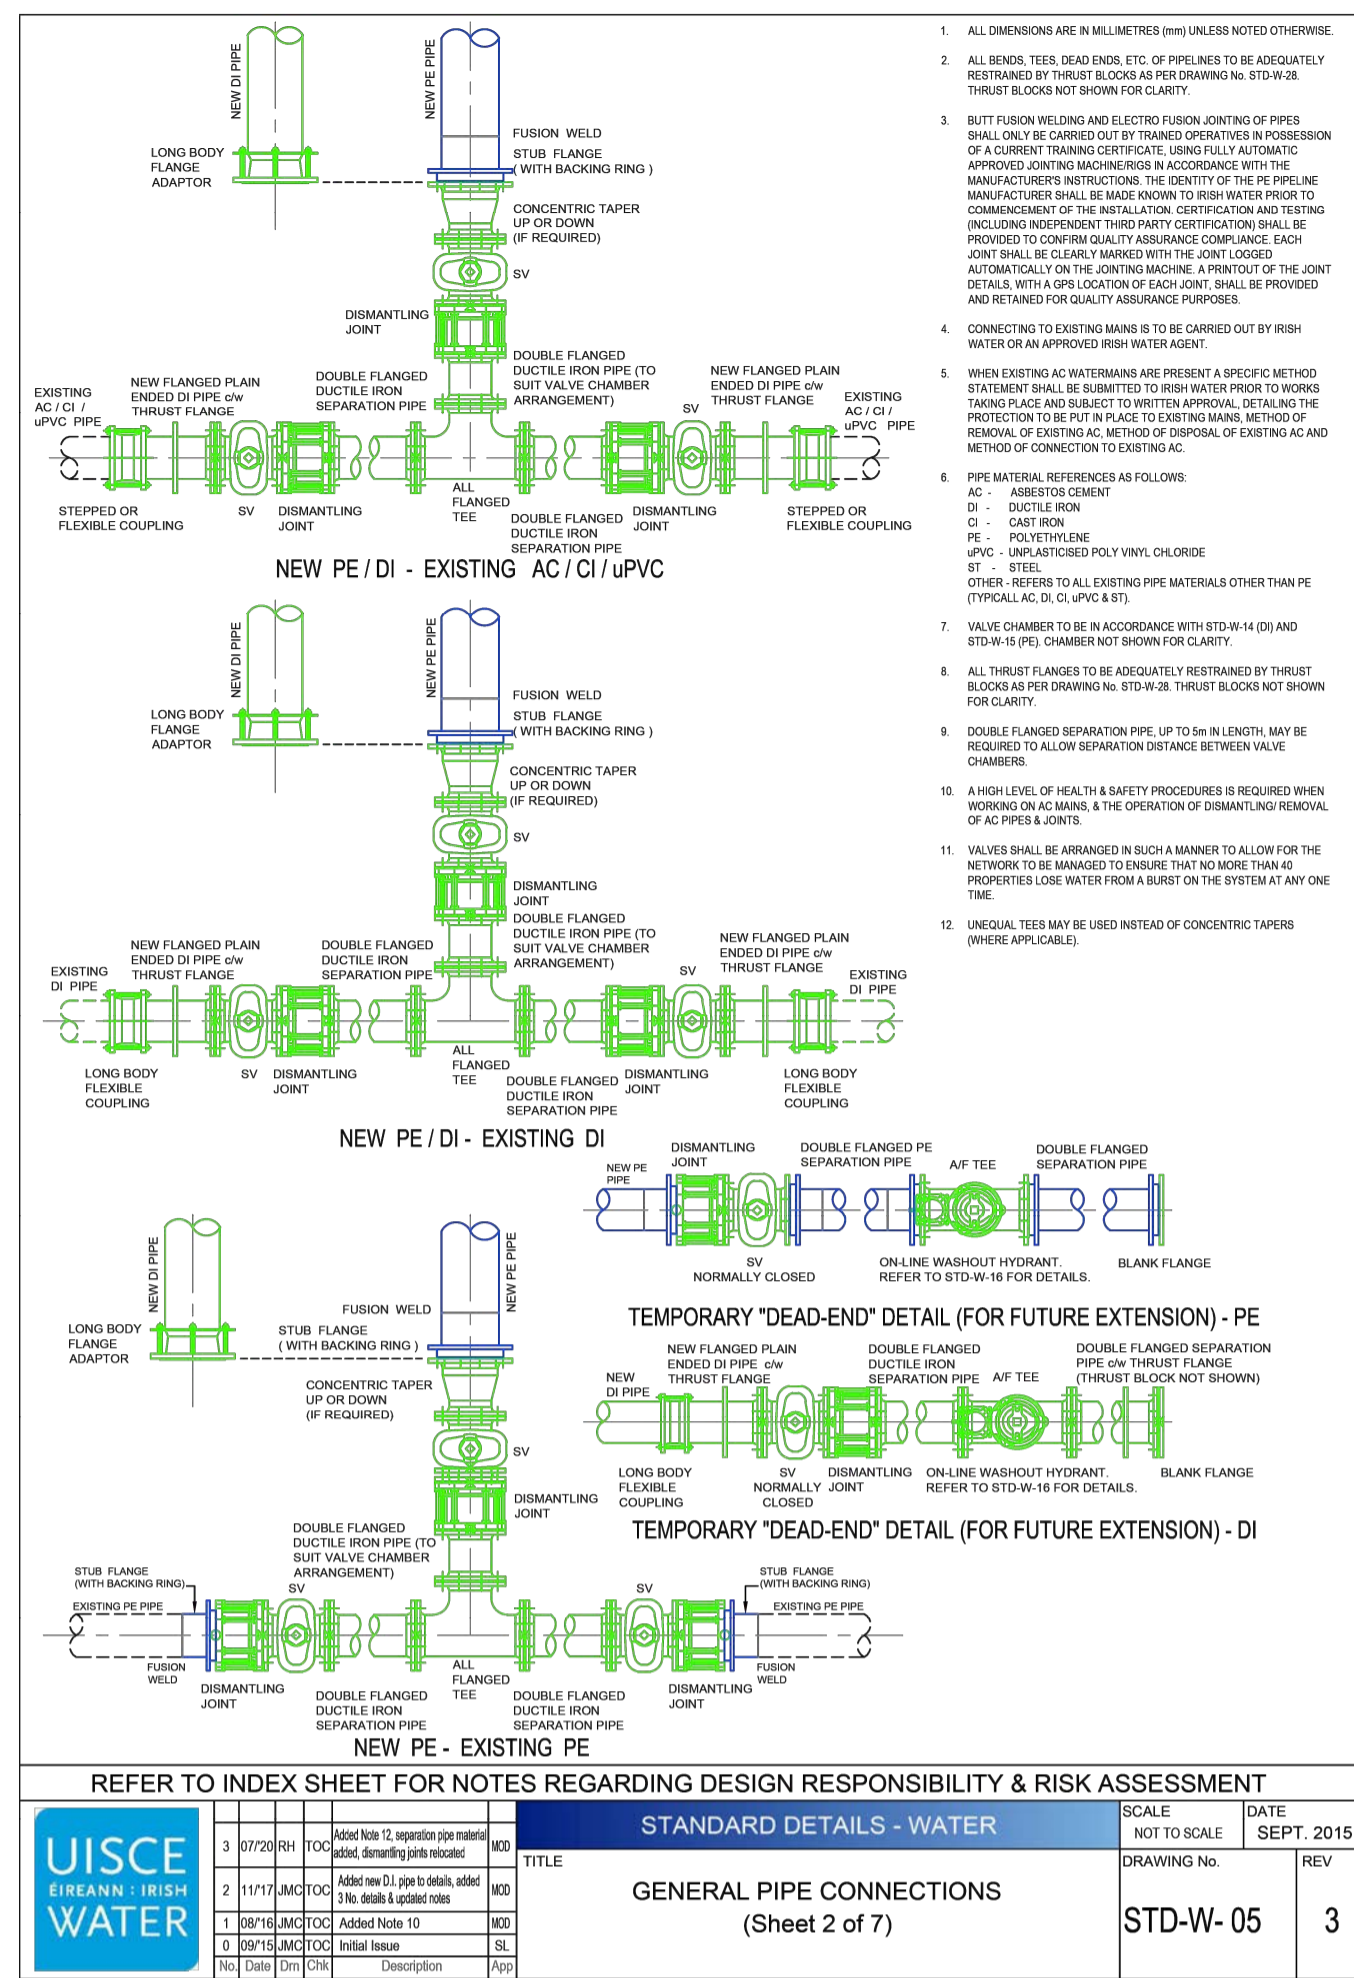 NEW DI PIPE
NEW PE PIPE
LONG BODY
FLANGE
ADAPTOR
FUSION WELD
STUB FLANGE
( WITH BACKING RING )
CONCENTRIC TAPER
UP OR DOWN
(IF REQUIRED)
SV
DISMANTLING
JOINT
DOUBLE FLANGED
DUCTILE IRON PIPE (TO
SUIT VALVE CHAMBER
ARRANGEMENT)
EXISTING
AC / CI /
uPVC PIPE
NEW FLANGED PLAIN
ENDED DI PIPE c/w
THRUST FLANGE
DOUBLE FLANGED
DUCTILE IRON
SEPARATION PIPE
NEW FLANGED PLAIN
ENDED DI PIPE c/w
THRUST FLANGE
SV
EXISTING
AC / CI /
uPVC PIPE
STEPPED OR
FLEXIBLE COUPLING
SV
DISMANTLING
JOINT
ALL
FLANGED
TEE
DOUBLE FLANGED
DUCTILE IRON
SEPARATION PIPE
DISMANTLING
JOINT
STEPPED OR
FLEXIBLE COUPLING
NEW PE / DI - EXISTING AC / CI / uPVC
NEW DI PIPE
NEW PE PIPE
LONG BODY
FLANGE
ADAPTOR
FUSION WELD
STUB FLANGE
( WITH BACKING RING )
CONCENTRIC TAPER
UP OR DOWN
(IF REQUIRED)
SV
DISMANTLING
JOINT
DOUBLE FLANGED
DUCTILE IRON PIPE (TO
SUIT VALVE CHAMBER
ARRANGEMENT)
EXISTING
DI PIPE
NEW FLANGED PLAIN
ENDED DI PIPE c/w
THRUST FLANGE
DOUBLE FLANGED
DUCTILE IRON
SEPARATION PIPE
SV
NEW FLANGED PLAIN
ENDED DI PIPE c/w
THRUST FLANGE
EXISTING
DI PIPE
LONG BODY
FLEXIBLE
COUPLING
SV
DISMANTLING
JOINT
ALL
FLANGED
TEE
DOUBLE FLANGED
DUCTILE IRON
SEPARATION PIPE
DISMANTLING
JOINT
LONG BODY
FLEXIBLE
COUPLING
NEW PE / DI - EXISTING DI
NEW DI PIPE
NEW PE PIPE
LONG BODY
FLANGE
ADAPTOR
FUSION WELD
STUB FLANGE
( WITH BACKING RING )
CONCENTRIC TAPER
UP OR DOWN
(IF REQUIRED)
SV
DISMANTLING
JOINT
DOUBLE FLANGED
DUCTILE IRON PIPE (TO
SUIT VALVE CHAMBER
ARRANGEMENT)
STUB FLANGE
(WITH BACKING RING)
EXISTING PE PIPE
SV
SV
STUB FLANGE
(WITH BACKING RING)
EXISTING PE PIPE
FUSION
WELD
DISMANTLING
JOINT
DOUBLE FLANGED
DUCTILE IRON
SEPARATION PIPE
ALL
FLANGED
TEE
DOUBLE FLANGED
DUCTILE IRON
SEPARATION PIPE
DISMANTLING
JOINT
FUSION
WELD
NEW PE - EXISTING PE
NEW PE
PIPE
DISMANTLING
JOINT
DOUBLE FLANGED PE
SEPARATION PIPE
A/F TEE
DOUBLE FLANGED
SEPARATION PIPE
SV
NORMALLY CLOSED
ON-LINE WASHOUT HYDRANT.
REFER TO STD-W-16 FOR DETAILS.
BLANK FLANGE
TEMPORARY "DEAD-END" DETAIL (FOR FUTURE EXTENSION) - PE
NEW
DI PIPE
NEW FLANGED PLAIN
ENDED DI PIPE c/w
THRUST FLANGE
DOUBLE FLANGED
DUCTILE IRON
SEPARATION PIPE
A/F TEE
DOUBLE FLANGED SEPARATION
PIPE c/w THRUST FLANGE
(THRUST BLOCK NOT SHOWN)
LONG BODY
FLEXIBLE
COUPLING
SV
NORMALLY
CLOSED
DISMANTLING
JOINT
ON-LINE WASHOUT HYDRANT.
REFER TO STD-W-16 FOR DETAILS.
BLANK FLANGE
TEMPORARY "DEAD-END" DETAIL (FOR FUTURE EXTENSION) - DI
1. ALL DIMENSIONS ARE IN MILLIMETRES (mm) UNLESS NOTED OTHERWISE.
2. ALL BENDS, TEES, DEAD ENDS, ETC. OF PIPELINES TO BE ADEQUATELY
RESTRAINED BY THRUST BLOCKS AS PER DRAWING No. STD-W-28.
THRUST BLOCKS NOT SHOWN FOR CLARITY.
3. BUTT FUSION WELDING AND ELECTRO FUSION JOINTING OF PIPES
SHALL ONLY BE CARRIED OUT BY TRAINED OPERATIVES IN POSSESSION
OF A CURRENT TRAINING CERTIFICATE, USING FULLY AUTOMATIC
APPROVED JOINTING MACHINE/RIGS IN ACCORDANCE WITH THE
MANUFACTURER'S INSTRUCTIONS. THE IDENTITY OF THE PE PIPELINE
MANUFACTURER SHALL BE MADE KNOWN TO IRISH WATER PRIOR TO
COMMENCEMENT OF THE INSTALLATION. CERTIFICATION AND TESTING
(INCLUDING INDEPENDENT THIRD PARTY CERTIFICATION) SHALL BE
PROVIDED TO CONFIRM QUALITY ASSURANCE COMPLIANCE. EACH
JOINT SHALL BE CLEARLY MARKED WITH THE JOINT LOGGED
AUTOMATICALLY ON THE JOINTING MACHINE. A PRINTOUT OF THE JOINT
DETAILS, WITH A GPS LOCATION OF EACH JOINT, SHALL BE PROVIDED
AND RETAINED FOR QUALITY ASSURANCE PURPOSES.
4. CONNECTING TO EXISTING MAINS IS TO BE CARRIED OUT BY IRISH
WATER OR AN APPROVED IRISH WATER AGENT.
5. WHEN EXISTING AC WATERMAINS ARE PRESENT A SPECIFIC METHOD
STATEMENT SHALL BE SUBMITTED TO IRISH WATER PRIOR TO WORKS
TAKING PLACE AND SUBJECT TO WRITTEN APPROVAL, DETAILING THE
PROTECTION TO BE PUT IN PLACE TO EXISTING MAINS, METHOD OF
REMOVAL OF EXISTING AC, METHOD OF DISPOSAL OF EXISTING AC AND
METHOD OF CONNECTION TO EXISTING AC.
6. PIPE MATERIAL REFERENCES AS FOLLOWS:
AC - ASBESTOS CEMENT
DI - DUCTILE IRON
CI - CAST IRON
PE - POLYETHYLENE
uPVC - UNPLASTICISED POLY VINYL CHLORIDE
ST - STEEL
OTHER - REFERS TO ALL EXISTING PIPE MATERIALS OTHER THAN PE
(TYPICALL AC, DI, CI, uPVC & ST).
7. VALVE CHAMBER TO BE IN ACCORDANCE WITH STD-W-14 (DI) AND
STD-W-15 (PE). CHAMBER NOT SHOWN FOR CLARITY.
8. ALL THRUST FLANGES TO BE ADEQUATELY RESTRAINED BY THRUST
BLOCKS AS PER DRAWING No. STD-W-28. THRUST BLOCKS NOT SHOWN
FOR CLARITY.
9. DOUBLE FLANGED SEPARATION PIPE, UP TO 5m IN LENGTH, MAY BE
REQUIRED TO ALLOW SEPARATION DISTANCE BETWEEN VALVE
CHAMBERS.
10. A HIGH LEVEL OF HEALTH & SAFETY PROCEDURES IS REQUIRED WHEN
WORKING ON AC MAINS, & THE OPERATION OF DISMANTLING/ REMOVAL
OF AC PIPES & JOINTS.
11. VALVES SHALL BE ARRANGED IN SUCH A MANNER TO ALLOW FOR THE
NETWORK TO BE MANAGED TO ENSURE THAT NO MORE THAN 40
PROPERTIES LOSE WATER FROM A BURST ON THE SYSTEM AT ANY ONE
TIME.
12. UNEQUAL TEES MAY BE USED INSTEAD OF CONCENTRIC TAPERS
(WHERE APPLICABLE).
REFER TO INDEX SHEET FOR NOTES REGARDING DESIGN RESPONSIBILITY & RISK ASSESSMENT
UISCE
ÉIREANN : IRISH
WATER
3 07/'20 RH TOC Added Note 12, separation pipe material added, dismantling joints relocated MOD
2 11/'17 JMC TOC Added new D.I. pipe to details, added 3 No. details & updated notes MOD
1 08/'16 JMC TOC Added Note 10 MOD
0 09/'15 JMC TOC Initial Issue SL
No. Date Drn Chk Description App
STANDARD DETAILS - WATER
TITLE
GENERAL PIPE CONNECTIONS
(Sheet 2 of 7)
SCALE
NOT TO SCALE
DATE
SEPT. 2015
DRAWING No.
STD-W- 05
REV
3